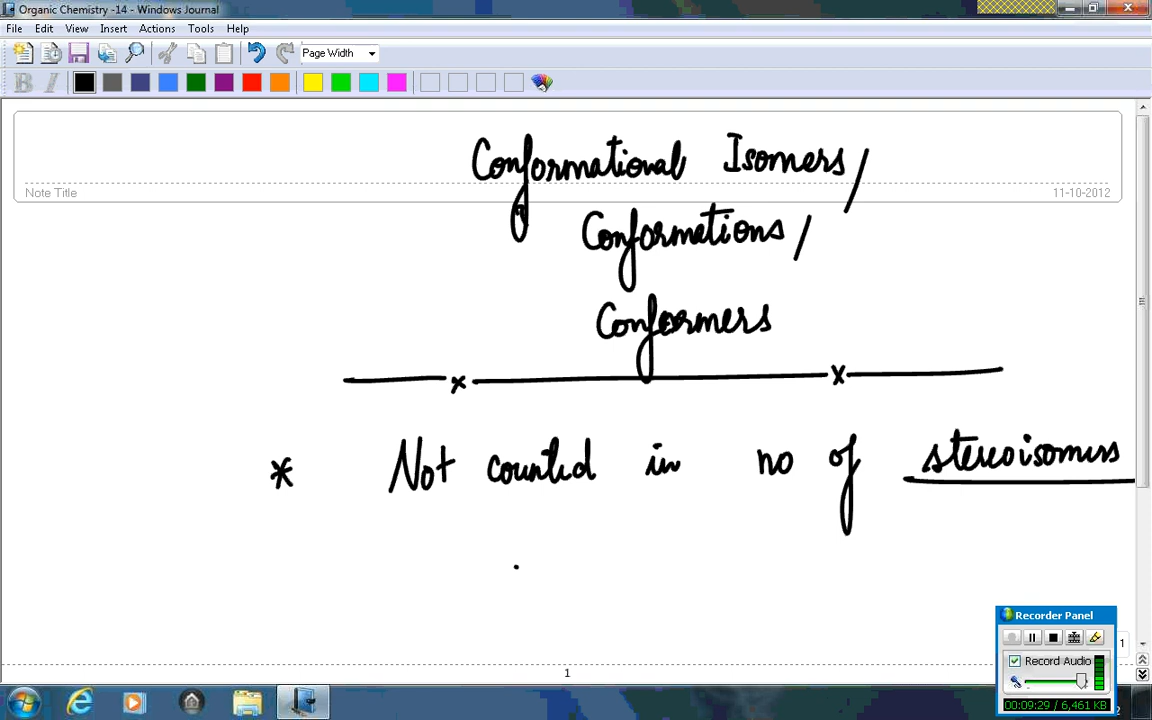 Organic Chemistry -14 - Windows Journal
File Edit View Insert Actions Tools Help
Page Width
B I
Conformational Isomers/
Note Title 11-10-2012
Conformations/
Conformers
x x
* Not counted in no of stereoisomers
Recorder Panel
1
Record Audio
1
00:09:29 / 6,461 KB